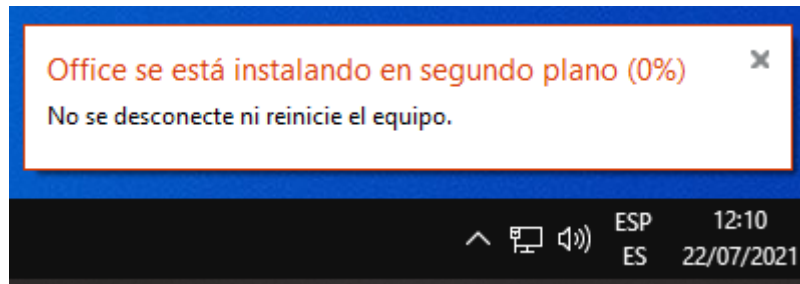 Office se está instalando en segundo plano (0%)
No se desconecte ni reinicie el equipo.
ESP
ES
12:10
22/07/2021